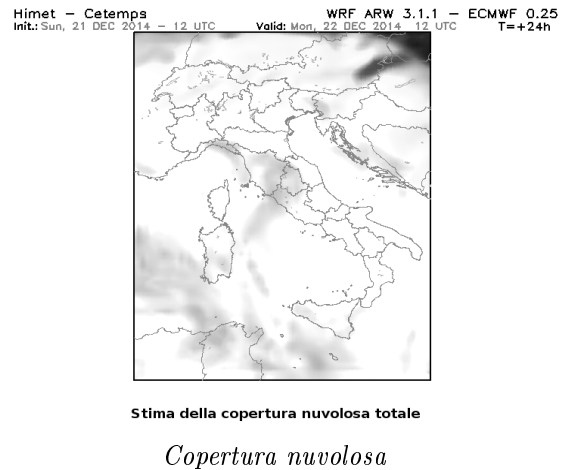 Himet – Cetemps WRF ARW 3.1.1 – ECMWF 0.25
Init.: Sun, 21 DEC 2014 – 12 UTC Valid: Mon, 22 DEC 2014 12 UTC T=+24h
Stima della copertura nuvolosa totale
Copertura nuvolosa